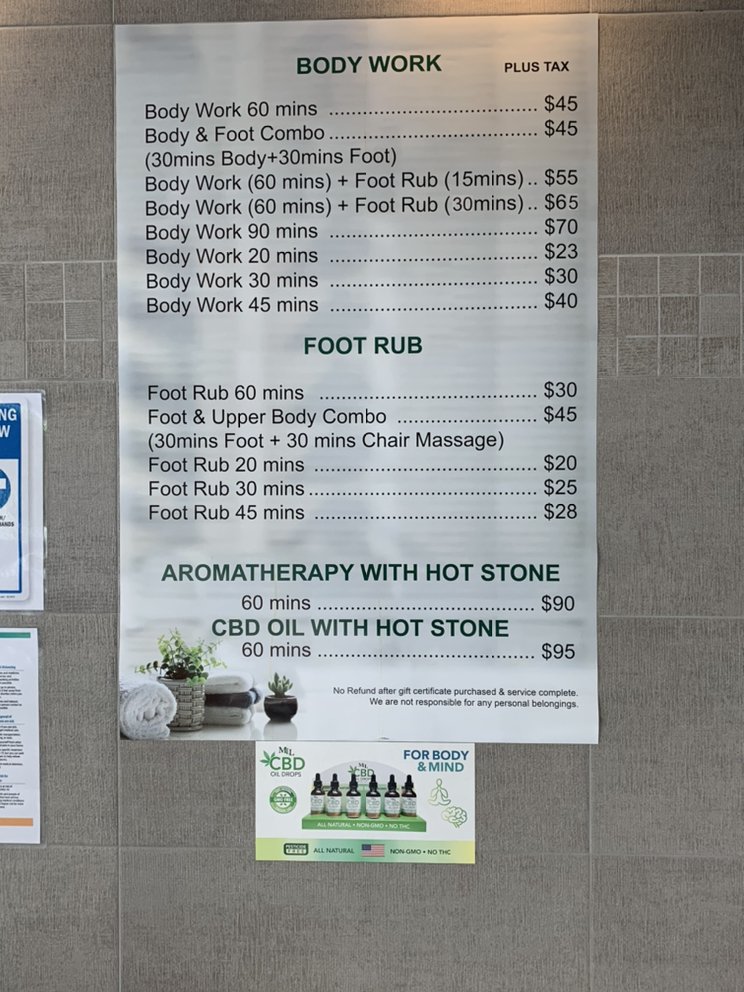 BODY WORK PLUS TAX
Body Work 60 mins ........ $45
Body & Foot Combo ........ $45
(30mins Body+30mins Foot)
Body Work (60 mins) + Foot Rub (15mins) .. $55
Body Work (60 mins) + Foot Rub (30mins) .. $65
Body Work 90 mins ........ $70
Body Work 20 mins ........ $23
Body Work 30 mins ........ $30
Body Work 45 mins ........ $40
FOOT RUB
Foot Rub 60 mins ........ $30
Foot & Upper Body Combo ........ $45
(30mins Foot + 30 mins Chair Massage)
Foot Rub 20 mins ........ $20
Foot Rub 30 mins ........ $25
Foot Rub 45 mins ........ $28
AROMATHERAPY WITH HOT STONE
60 mins ........ $90
CBD OIL WITH HOT STONE
60 mins ........ $95
No Refund after gift certificate purchased & service complete.
We are not responsible for any personal belongings.
CBD
OIL DROPS
FOR BODY
& MIND
CBD
ALL NATURAL • NON-GMO • NO THC
PESTICIDE
FREE
ALL NATURAL
NON-GMO • NO THC
NG
W
HANDS